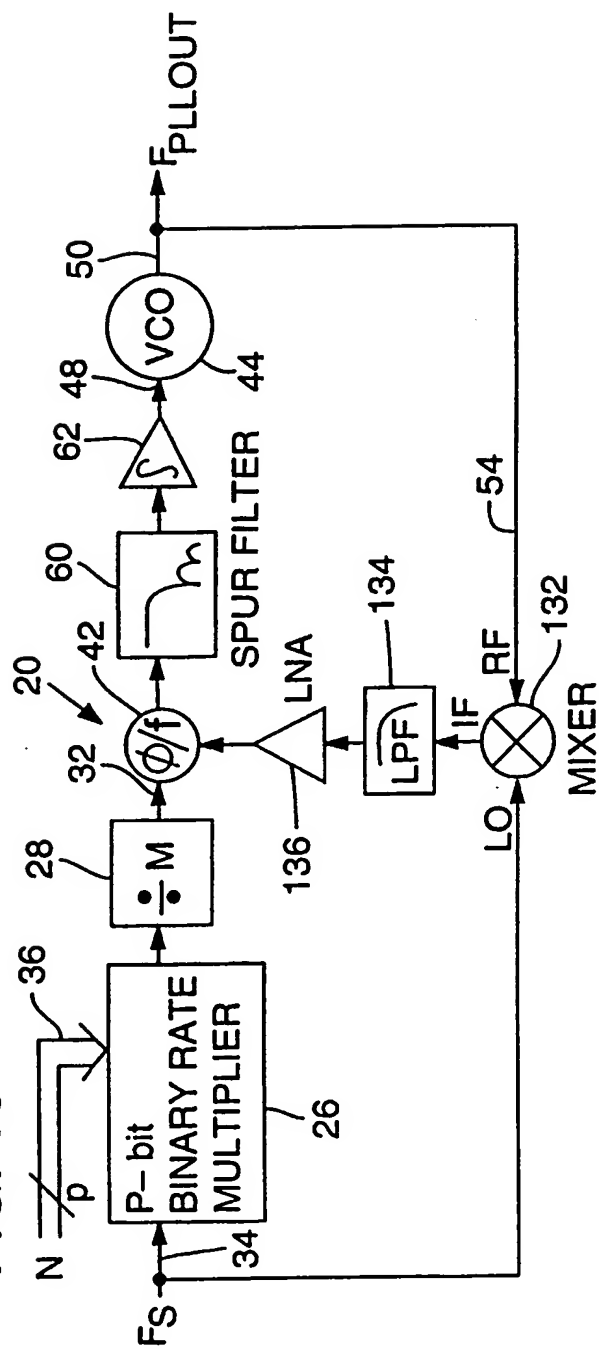 N
p
36
FS
34
P-bit
BINARY RATE
MULTIPLIER
26
28
÷ M
32
20
42
φ/f
60
SPUR FILTER
62
∫
48
VCO
44
50
FPLLOUT
LNA
136
134
LPF
IF
LO
RF
54
132
MIXER